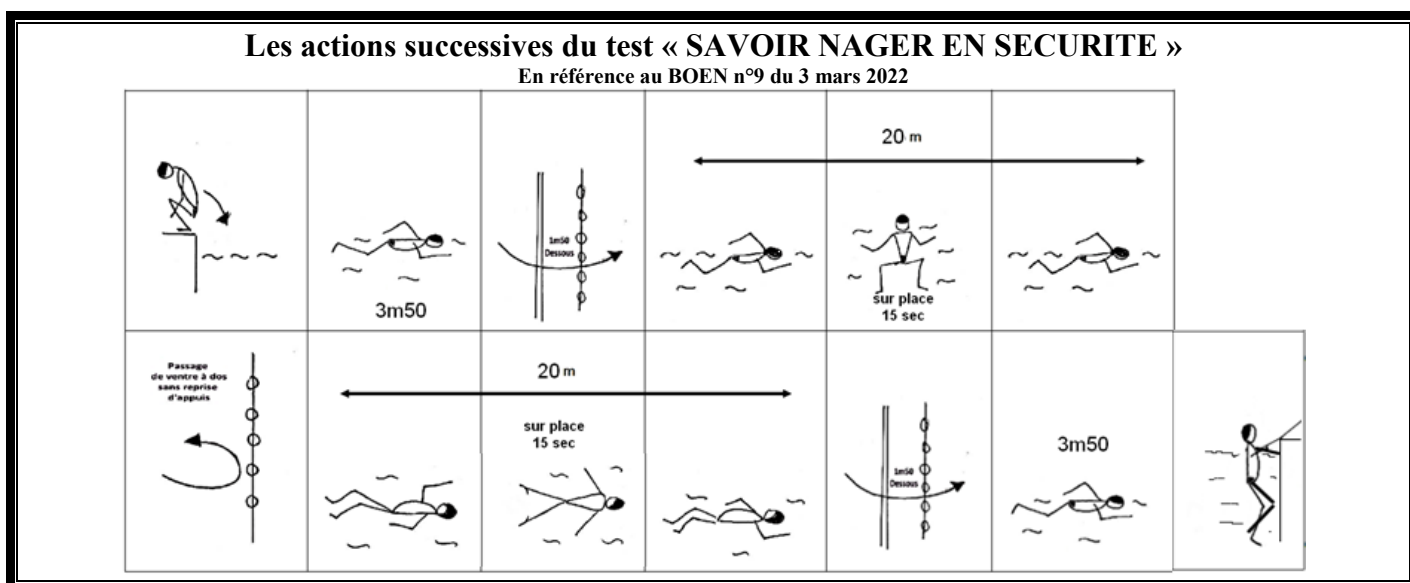 Les actions successives du test « SAVOIR NAGER EN SECURITE »
En référence au BOEN n°9 du 3 mars 2022
20 m
1m50
Dessous
3m50
sur place
15 sec
Passage
de ventre à dos
sans reprise
d'appuis
20 m
sur place
15 sec
1m50
Dessous
3m50